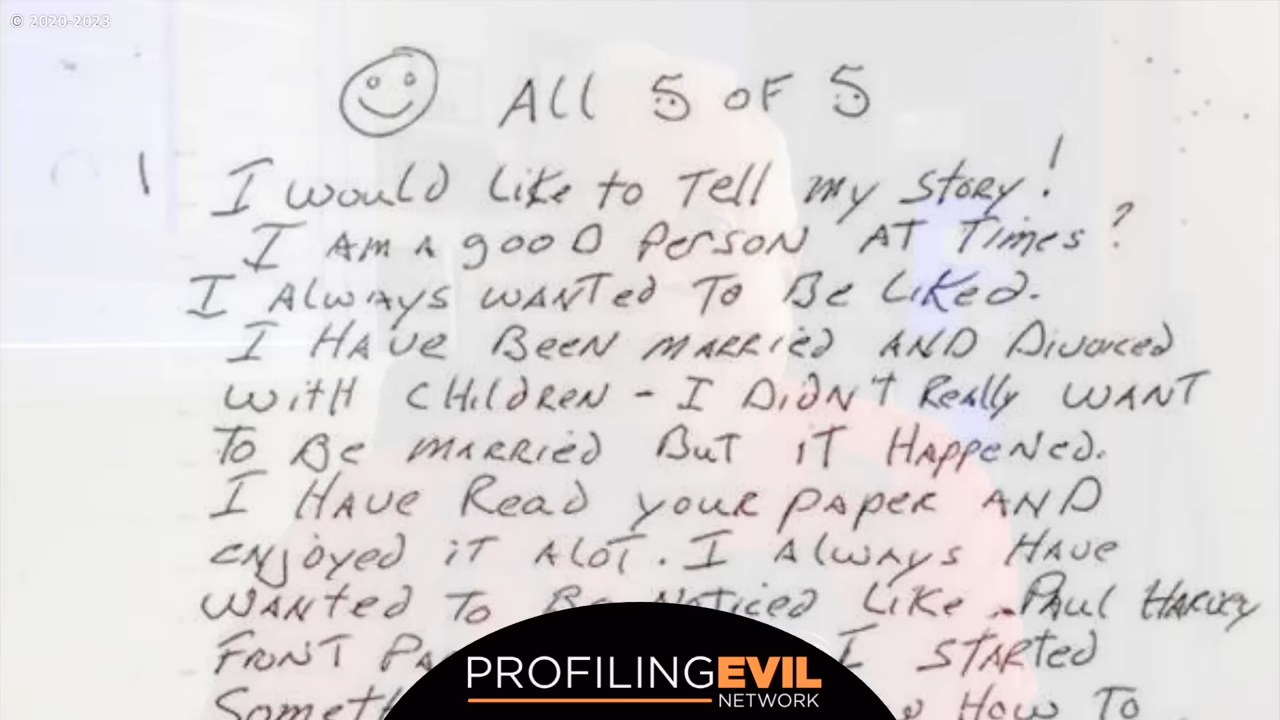 © 2020-2023
All 5 of 5
1 I would Like to Tell my Story!
I AM A gooD Person AT Times?
I Always WANTed To Be Liked.
I HAVe BeeN MARRied AND Divorced
WitH CHildReN - I DiDN'T Really WANT
To Be MARRied But iT HAppeNed.
I HAVe Read youR pApeR AND
eNjoyed iT AloT. I Always HAVe
WANted To Be Noticed Like Paul HARVey
FRoNT I STARted
How To
PROFILINGEVIL
NETWORK